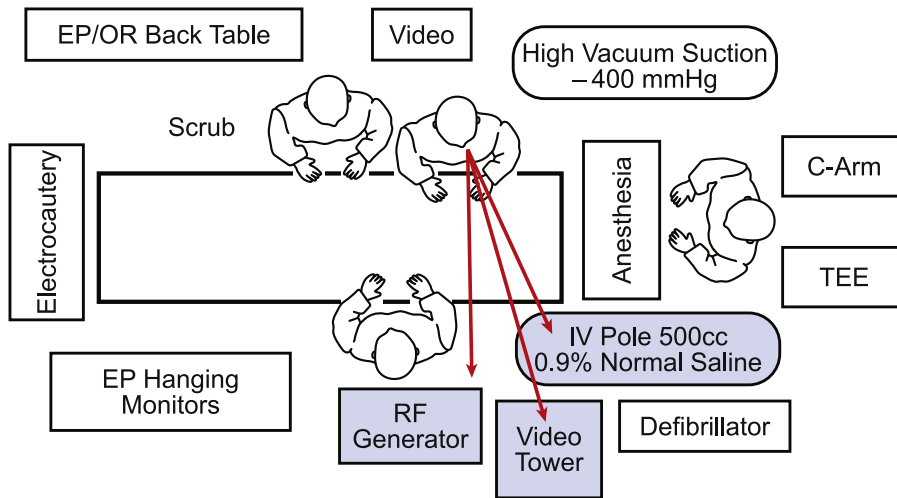 EP/OR Back Table
Video
High Vacuum Suction
–400 mmHg
Scrub
Electrocautery
Anesthesia
C-Arm
TEE
IV Pole 500cc
0.9% Normal Saline
EP Hanging
Monitors
RF
Generator
Video
Tower
Defibrillator